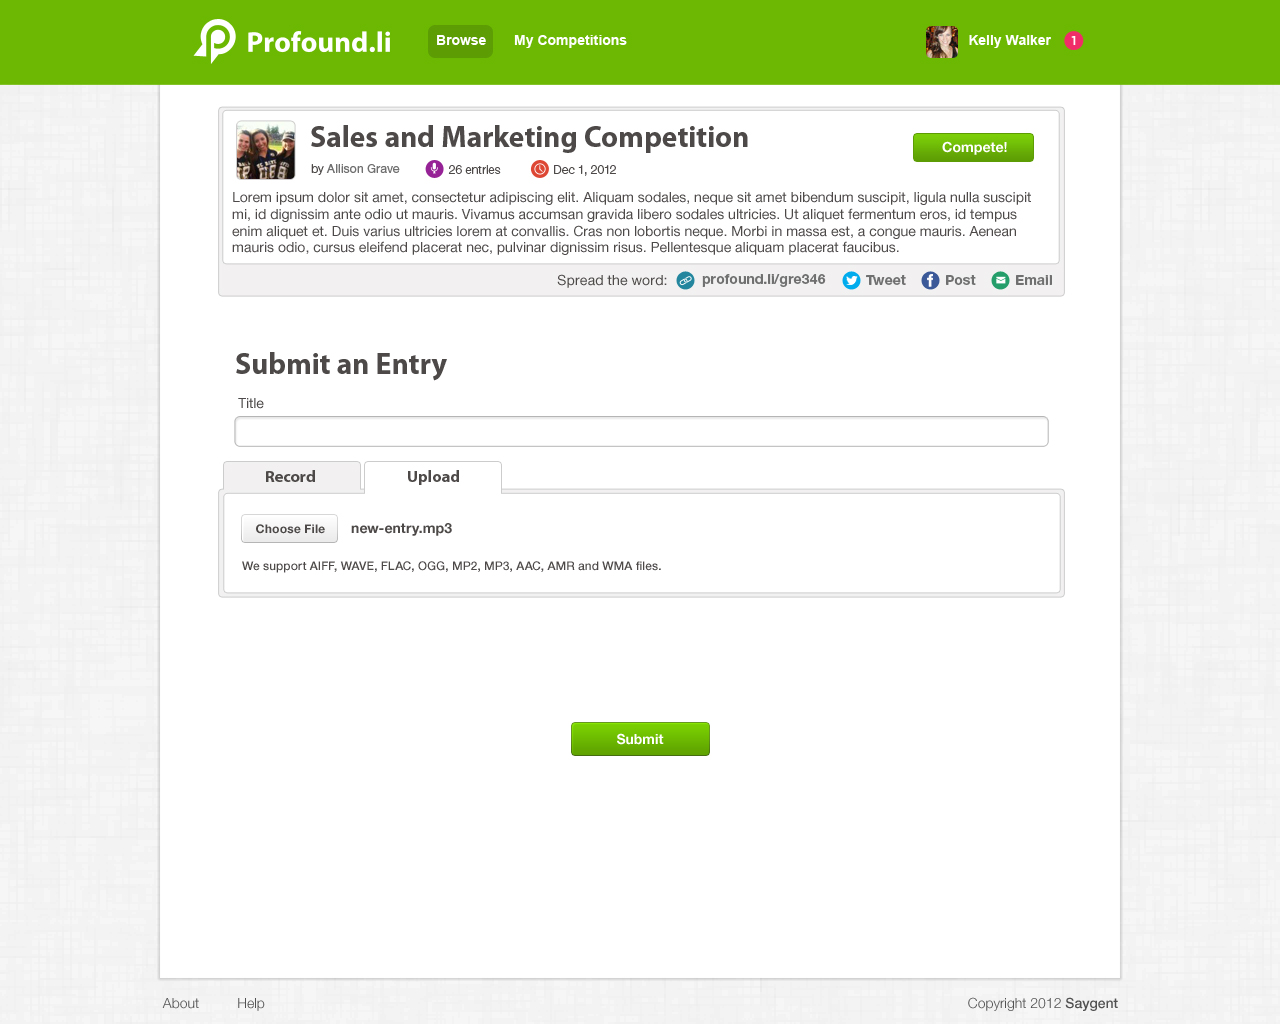 Profound.li
Browse
My Competitions
Kelly Walker
1
Sales and Marketing Competition
by Allison Grave
26 entries
Dec 1, 2012
Compete!
Lorem ipsum dolor sit amet, consectetur adipiscing elit. Aliquam sodales, neque sit amet bibendum suscipit, ligula nulla suscipit
mi, id dignissim ante odio ut mauris. Vivamus accumsan gravida libero sodales ultricies. Ut aliquet fermentum eros, id tempus
enim aliquet et. Duis varius ultricies lorem at convallis. Cras non lobortis neque. Morbi in massa est, a congue mauris. Aenean
mauris odio, cursus eleifend placerat nec, pulvinar dignissim risus. Pellentesque aliquam placerat faucibus.
Spread the word:
profound.li/gre346
Tweet
Post
Email
Submit an Entry
Title
Record
Upload
Choose File
new-entry.mp3
We support AIFF, WAVE, FLAC, OGG, MP2, MP3, AAC, AMR and WMA files.
Submit
About
Help
Copyright 2012 Saygent